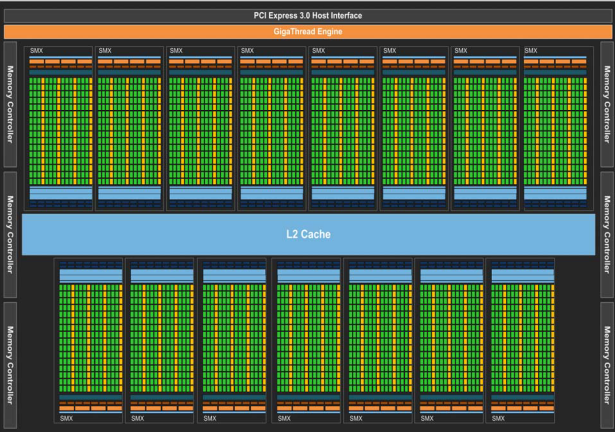 PCI Express 3.0 Host Interface
GigaThread Engine
SMX SMX SMX SMX SMX SMX SMX SMX
Memory Controller
Memory Controller
Memory Controller
Memory Controller
L2 Cache
Memory Controller
Memory Controller
SMX SMX SMX SMX SMX SMX SMX